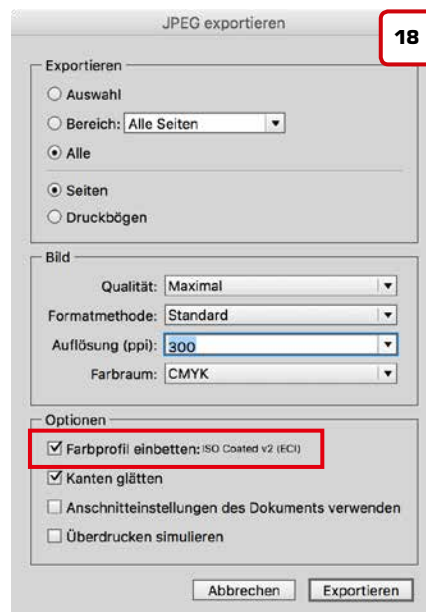 JPEG exportieren
18
Exportieren
Auswahl
Bereich: Alle Seiten
Alle
Seiten
Druckbögen
Bild
Qualität: Maximal
Formatmethode: Standard
Auflösung (ppi): 300
Farbraum: CMYK
Optionen
Farbprofil einbetten: ISO Coated v2 (ECI)
Kanten glätten
Anschnitteinstellungen des Dokuments verwenden
Überdrucken simulieren
Abbrechen Exportieren